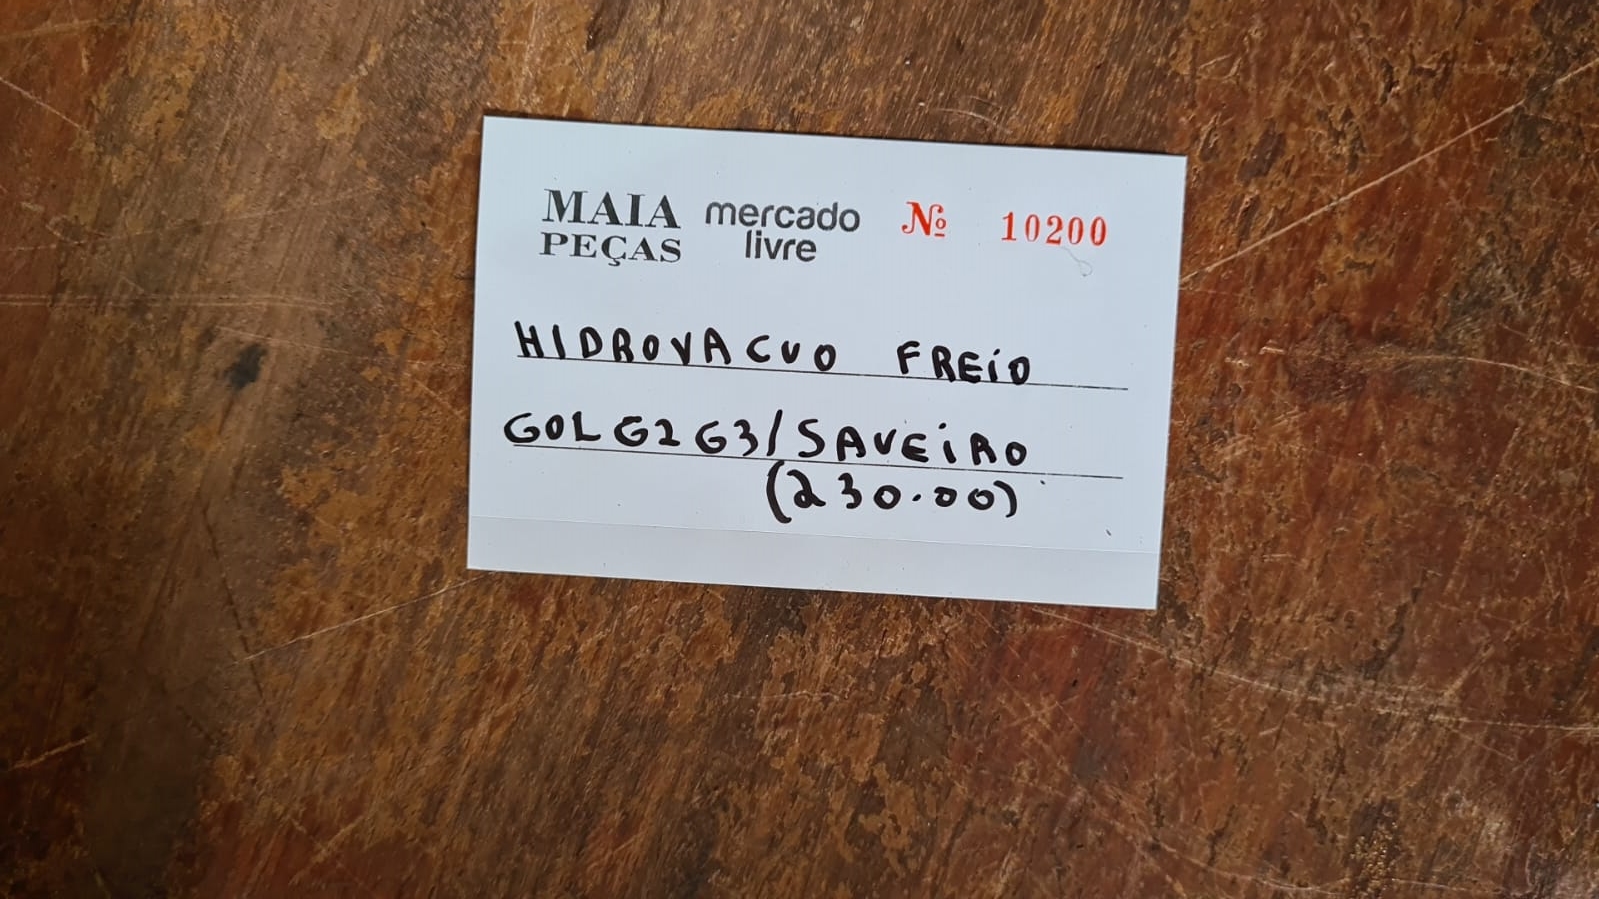 MAIA PEÇAS mercado livre Nº 10200
HIDROVACUO FREIO
GOL G2 G3/SAVEIRO
(230.00)